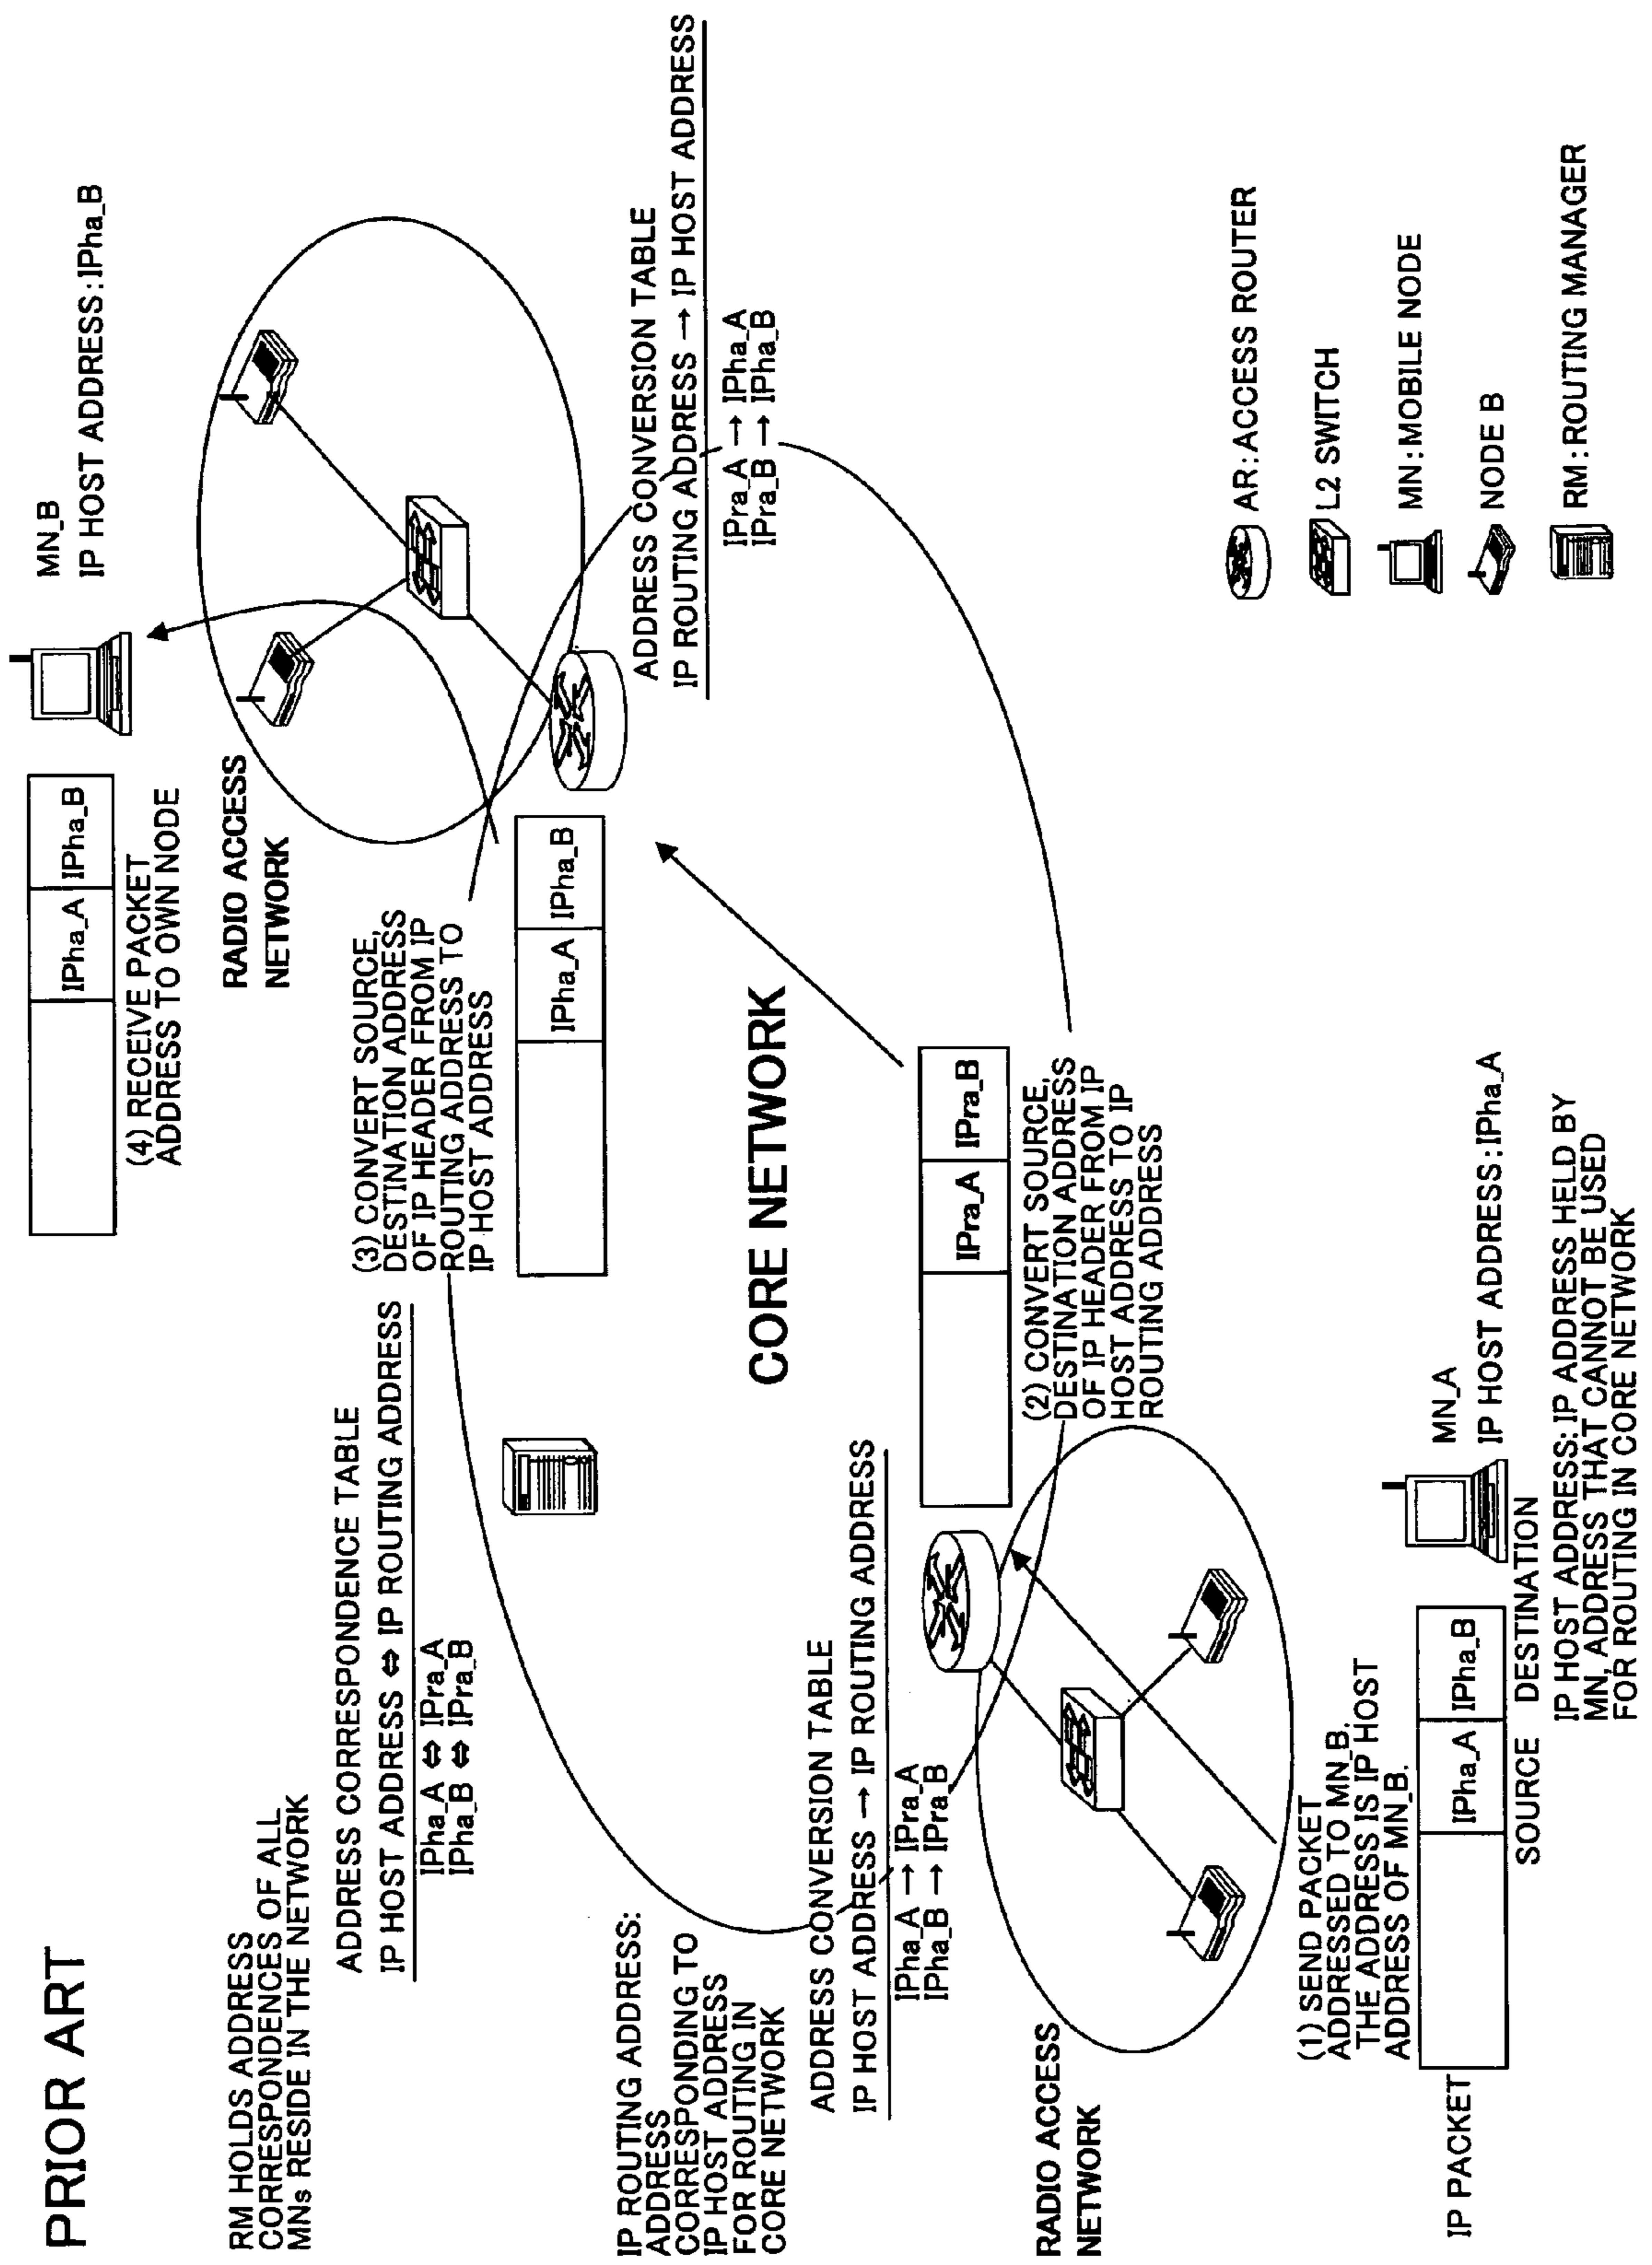 PRIOR ART
RM HOLDS ADDRESS
CORRESPONDENCES OF ALL
MNs RESIDE IN THE NETWORK
ADDRESS CORRESPONDENCE TABLE
IP HOST ADDRESS ⇔ IP ROUTING ADDRESS
IPha_A ⇔ IPra_A
IPha_B ⇔ IPra_B
IPha_A IPha_B
(4) RECEIVE PACKET
ADDRESS TO OWN NODE
MN_B
IP HOST ADDRESS:IPha_B
RADIO ACCESS
NETWORK
(3) CONVERT SOURCE,
DESTINATION ADDRESS
OF IP HEADER FROM IP
ROUTING ADDRESS TO
IP HOST ADDRESS
IPha_A IPha_B
ADDRESS CONVERSION TABLE
IP ROUTING ADDRESS → IP HOST ADDRESS
IPra_A → IPha_A
IPra_B → IPha_B
IP ROUTING ADDRESS:
ADDRESS
CORRESPONDING TO
IP HOST ADDRESS
FOR ROUTING IN
CORE NETWORK
CORE NETWORK
ADDRESS CONVERSION TABLE
IP HOST ADDRESS → IP ROUTING ADDRESS
IPha_A → IPra_A
IPha_B → IPra_B
IPra_A IPra_B
(2) CONVERT SOURCE,
DESTINATION ADDRESS
OF IP HEADER FROM IP
HOST ADDRESS TO IP
ROUTING ADDRESS
RADIO ACCESS
NETWORK
(1) SEND PACKET
ADDRESSED TO MN_B.
THE ADDRESS IS IP HOST
ADDRESS OF MN_B.
IP PACKET
IPha_A IPha_B
SOURCE DESTINATION
MN_A
IP HOST ADDRESS:IPha_A
IP HOST ADDRESS: IP ADDRESS HELD BY
MN, ADDRESS THAT CANNOT BE USED
FOR ROUTING IN CORE NETWORK
AR:ACCESS ROUTER
L2 SWITCH
MN:MOBILE NODE
NODE B
RM:ROUTING MANAGER